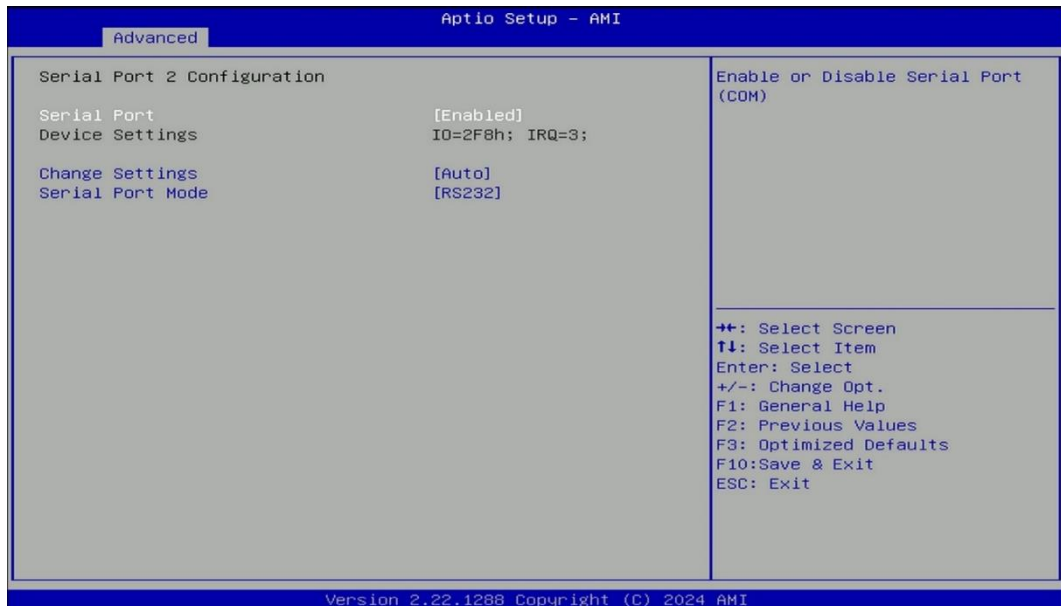 Aptio Setup - AMI
Advanced
Serial Port 2 Configuration
Serial Port [Enabled]
Device Settings IO=2F8h; IRQ=3;
Change Settings [Auto]
Serial Port Mode [RS232]
Enable or Disable Serial Port
(COM)
→←: Select Screen
↑↓: Select Item
Enter: Select
+/-: Change Opt.
F1: General Help
F2: Previous Values
F3: Optimized Defaults
F10:Save & Exit
ESC: Exit
Version 2.22.1288 Copyright (C) 2024 AMI